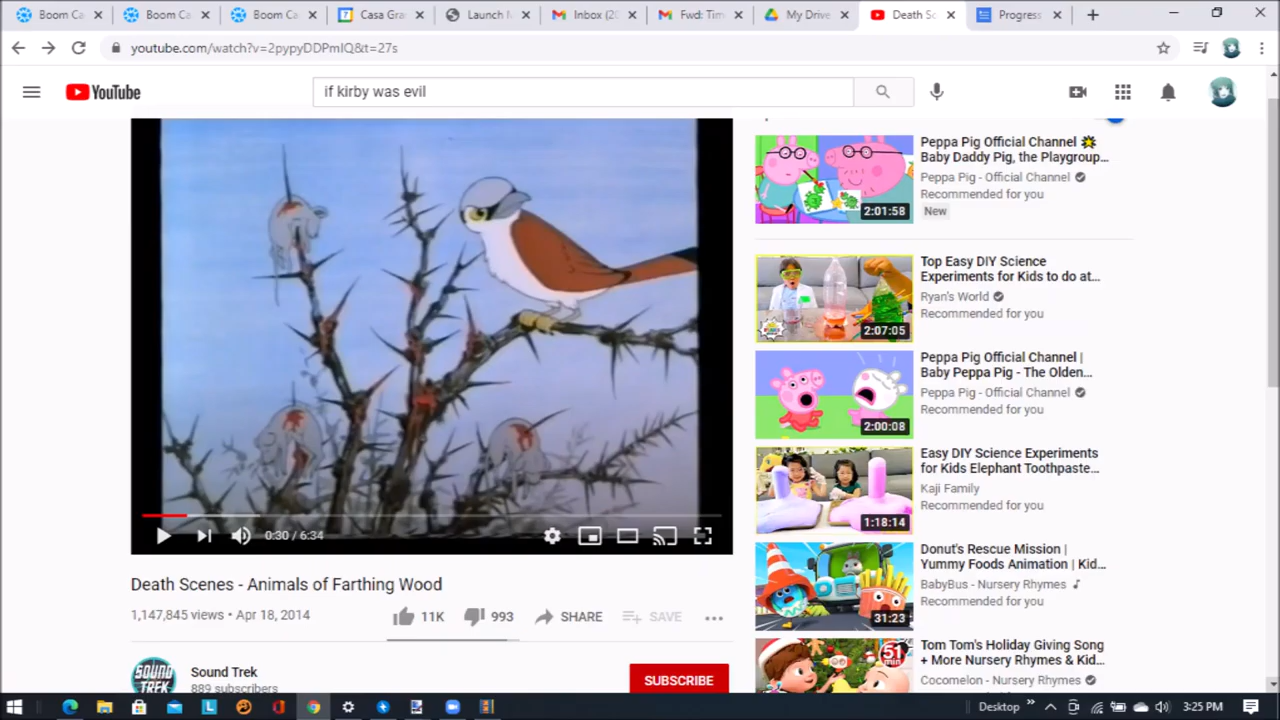 Boom Ca
Boom Ca
Boom Ca
Casa Gra
Launch M
Inbox (20
Fwd: Tim
My Drive
Death Sc
Progress
youtube.com/watch?v=2pypyDDPmIQ&t=27s
YouTube
if kirby was evil
Peppa Pig Official Channel
Baby Daddy Pig, the Playgroup...
Peppa Pig - Official Channel
Recommended for you
New
2:01:58
Top Easy DIY Science
Experiments for Kids to do at...
Ryan's World
Recommended for you
2:07:05
Peppa Pig Official Channel |
Baby Peppa Pig - The Olden...
Peppa Pig - Official Channel
Recommended for you
2:00:08
Easy DIY Science Experiments
for Kids Elephant Toothpaste...
Kaji Family
Recommended for you
1:18:14
Donut's Rescue Mission |
Yummy Foods Animation | Kid...
BabyBus - Nursery Rhymes
Recommended for you
31:23
Tom Tom's Holiday Giving Song
+ More Nursery Rhymes & Kid...
Cocomelon - Nursery Rhymes
51 min
0:30 / 6:34
Death Scenes - Animals of Farthing Wood
1,147,845 views • Apr 18, 2014
11K
993
SHARE
SAVE
SOUND TREK
Sound Trek
889 subscribers
SUBSCRIBE
Desktop
3:25 PM